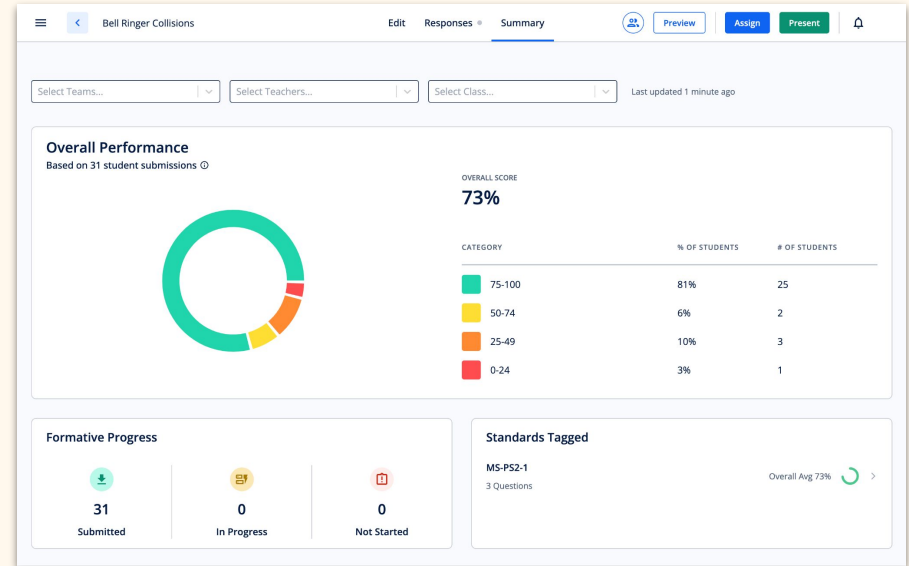 Bell Ringer Collisions
Edit Responses Summary
Preview Assign Present
Select Teams... Select Teachers... Select Class... Last updated 1 minute ago
Overall Performance
Based on 31 student submissions
OVERALL SCORE
73%
CATEGORY % OF STUDENTS # OF STUDENTS
75-100 81% 25
50-74 6% 2
25-49 10% 3
0-24 3% 1
Formative Progress
31 0 0
Submitted In Progress Not Started
Standards Tagged
MS-PS2-1
3 Questions
Overall Avg 73%